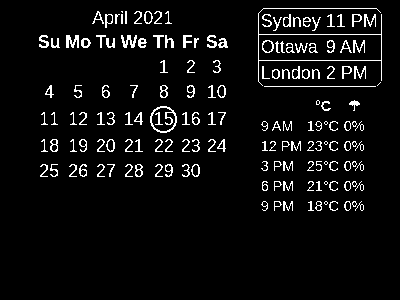 April 2021
Su Mo Tu We Th Fr Sa
1 2 3
4 5 6 7 8 9 10
11 12 13 14 15 16 17
18 19 20 21 22 23 24
25 26 27 28 29 30
Sydney 11 PM
Ottawa 9 AM
London 2 PM
°C
9 AM 19°C 0%
12 PM 23°C 0%
3 PM 25°C 0%
6 PM 21°C 0%
9 PM 18°C 0%